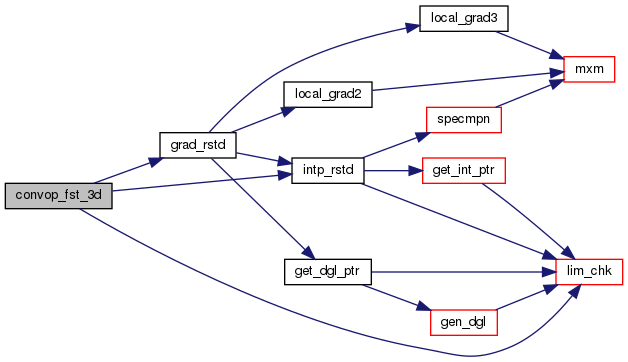 local_grad3
mxm
local_grad2
specmpn
grad_rstd
intp_rstd
get_int_ptr
convop_fst_3d
get_dgl_ptr
lim_chk
gen_dgl